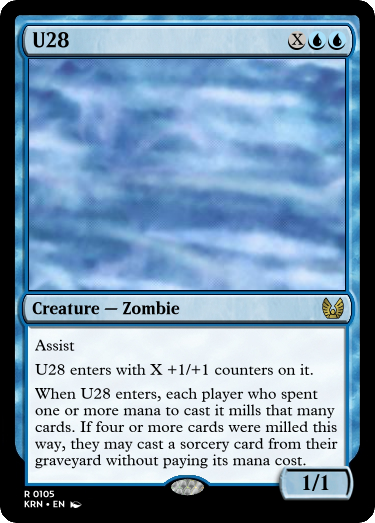 U28
X
Creature — Zombie
Assist
U28 enters with X +1/+1 counters on it.
When U28 enters, each player who spent
one or more mana to cast it mills that many
cards. If four or more cards were milled this
way, they may cast a sorcery card from their
graveyard without paying its mana cost.
1/1
R 0105
KRN • EN